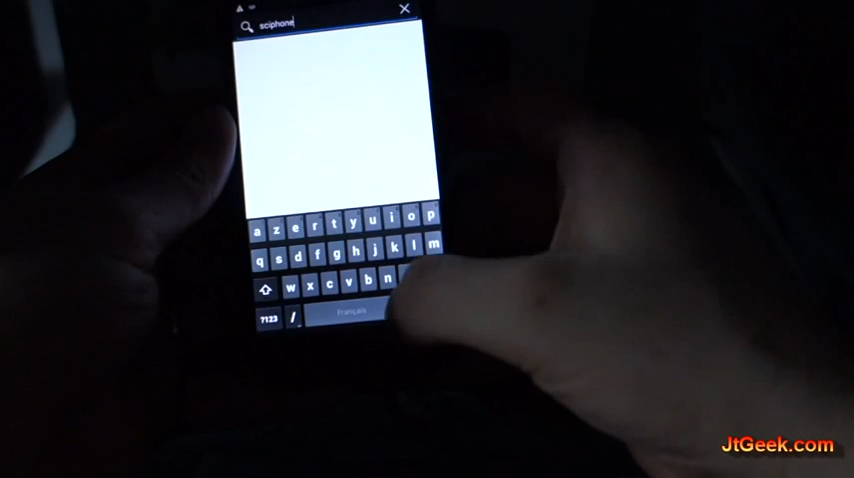 sciphone
a z e r t y u i o p
q s d f g h j k l m
w x c v b n
?123 / Français
JtGeek.com